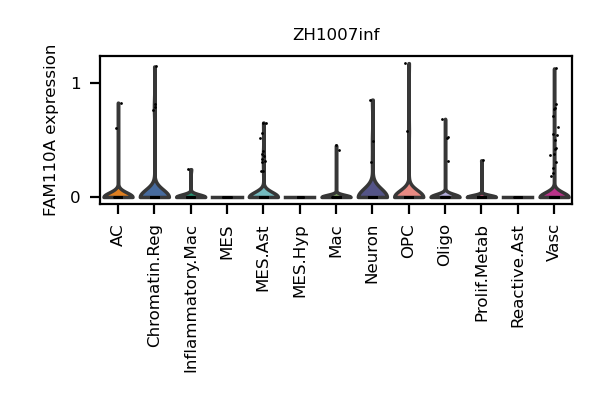 ZH1007inf
FAM110A expression
1
0
AC
Chromatin.Reg
Inflammatory.Mac
MES
MES.Ast
MES.Hyp
Mac
Neuron
OPC
Oligo
Prolif.Metab
Reactive.Ast
Vasc